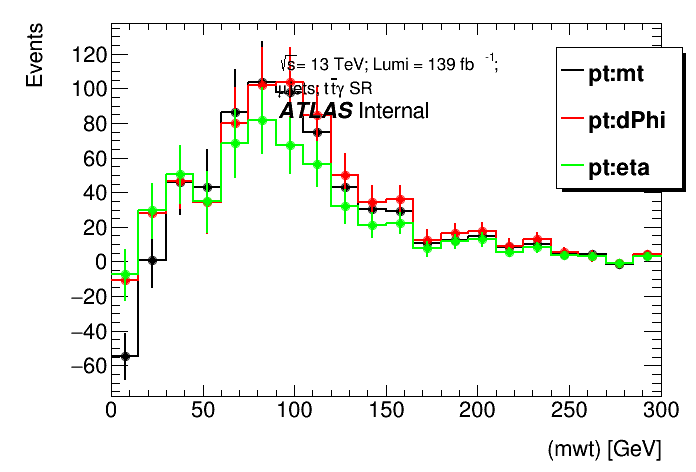 Events
√s= 13 TeV; Lumi = 139 fb⁻¹;
μets; tt̄γ SR
ATLAS Internal
pt:mt
pt:dPhi
pt:eta
120
100
80
60
40
20
0
−20
−40
−60
0 50 100 150 200 250 300
(mwt) [GeV]